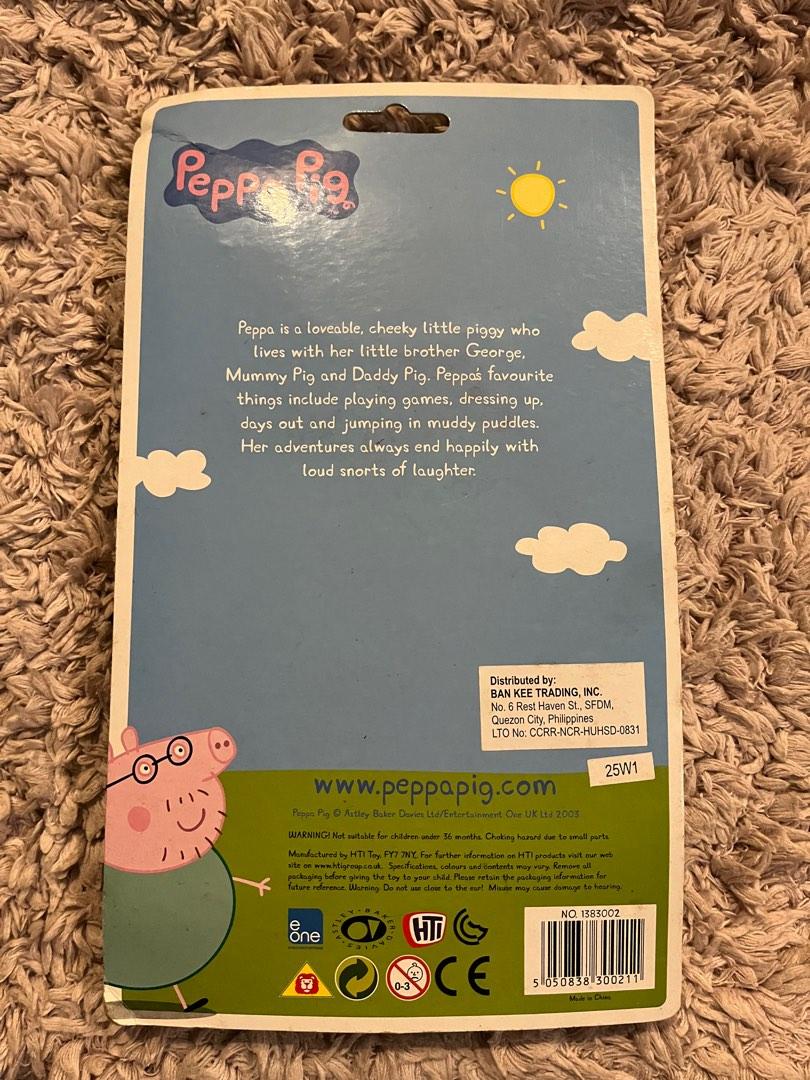 Peppa Pig
Peppa is a loveable, cheeky little piggy who
lives with her little brother George,
Mummy Pig and Daddy Pig. Peppa's favourite
things include playing games, dressing up,
days out and jumping in muddy puddles.
Her adventures always end happily with
loud snorts of laughter.
Distributed by:
BAN KEE TRADING, INC.
No. 6 Rest Haven St., SFDM,
Quezon City, Philippines
LTO No: CCRR-NCR-HUHSD-0831
25W1
www.peppapig.com
Peppa Pig © Astley Baker Davies Ltd/Entertainment One UK Ltd 2003
WARNING! Not suitable for children under 36 months. Choking hazard due to small parts.
Manufactured by HTI Toy, FY7 7NY. For further information on HTI products visit our web
site on www.htigroup.co.uk. Specifications, colours and contents may vary. Remove all
packaging before giving the toy to your child. Please retain the packaging information for
future reference. Warning. Do not use close to the ear! Misuse may cause damage to hearing.
e one
ASTLEY · BAKER · DAVIES
HTI
0-3
CE
NO. 1383002
5 050838 300211
Made in China